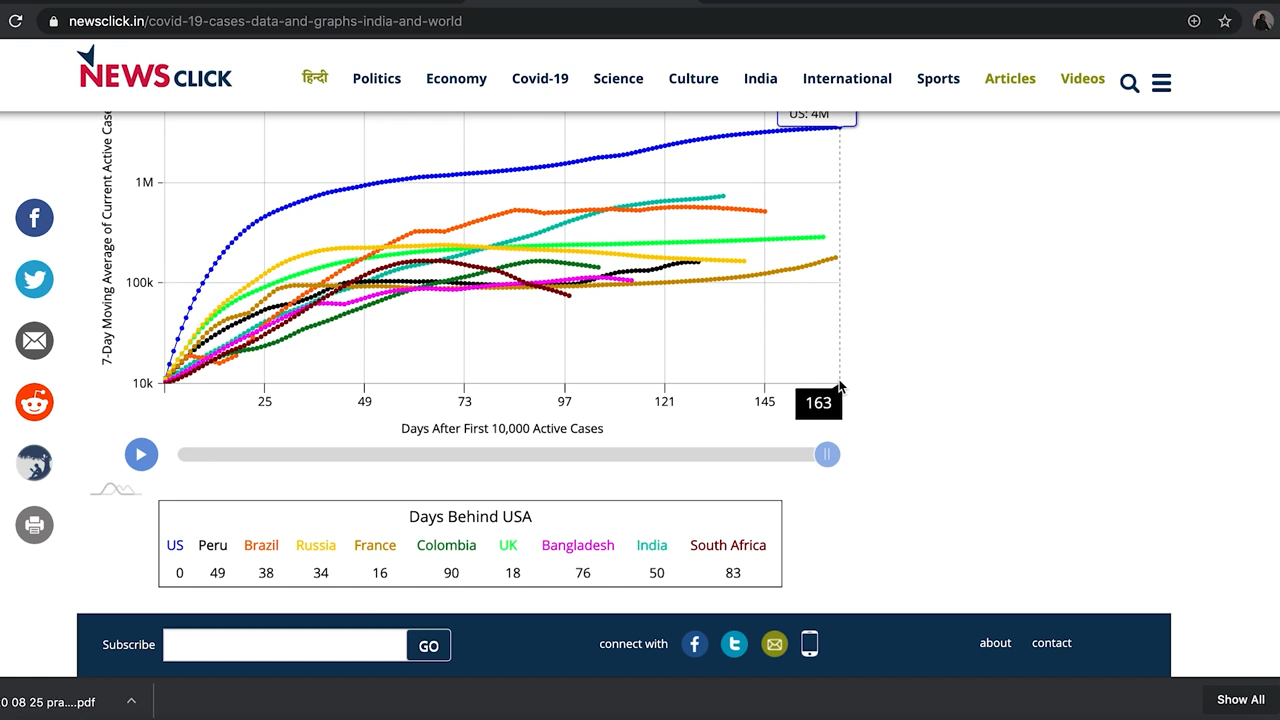 newsclick.in/covid-19-cases-data-and-graphs-india-and-world
NEWS CLICK
हिन्दी Politics Economy Covid-19 Science Culture India International Sports Articles Videos
US: 4M
7-Day Moving Average of Current Active Case
1M
100k
10k
25 49 73 97 121 145 163
Days After First 10,000 Active Cases
Days Behind USA
US Peru Brazil Russia France Colombia UK Bangladesh India South Africa
0 49 38 34 16 90 18 76 50 83
Subscribe GO connect with about contact
0 08 25 pra....pdf Show All